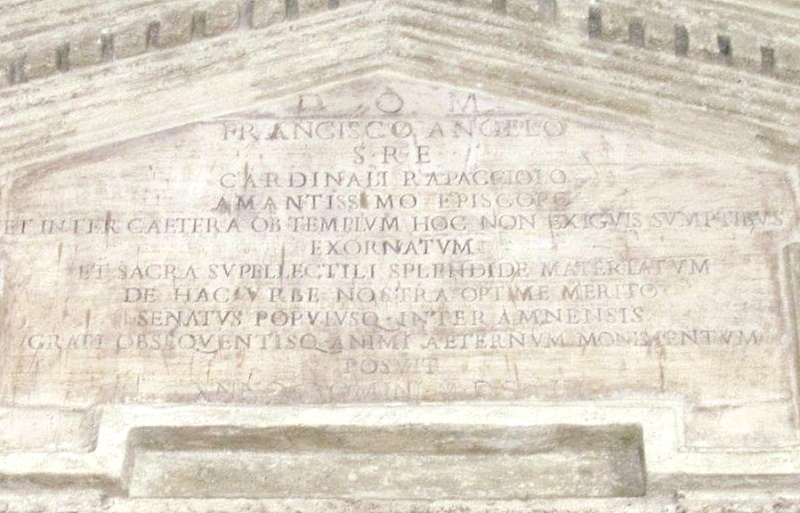 D O M
FRANCISCO ANGELO
S·R·E
CARDINALI RAPACCIOLO
AMANTISSIMO EPISCOPO
ET INTER CAETERA OB TEMPLVM HOC NON EXIGVIS SVMPTIBVS
EXORNATVM
ET SACRA SVPELLECTILI SPLENDIDE MATERIATVM
DE HAC VRBE NOSTRA OPTIME MERITO
SENATVS POPVLVSQ INTERAMNENSIS
GRATI OBSEQVENTISQ ANIMI AETERNVM MONIMENTVM
POSVIT